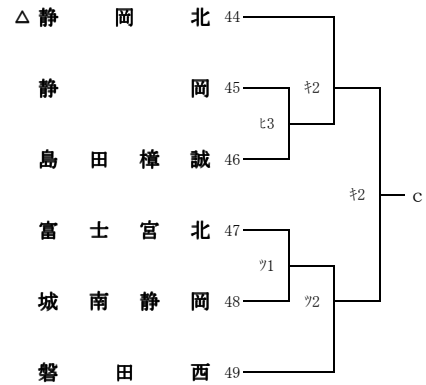 △ 静岡北 44
静岡 45
ｷ2
ﾋ3
島田樟誠 46
ｷ2 c
富士宮北 47
ﾂ1
城南静岡 48
ﾂ2
磐田西 49